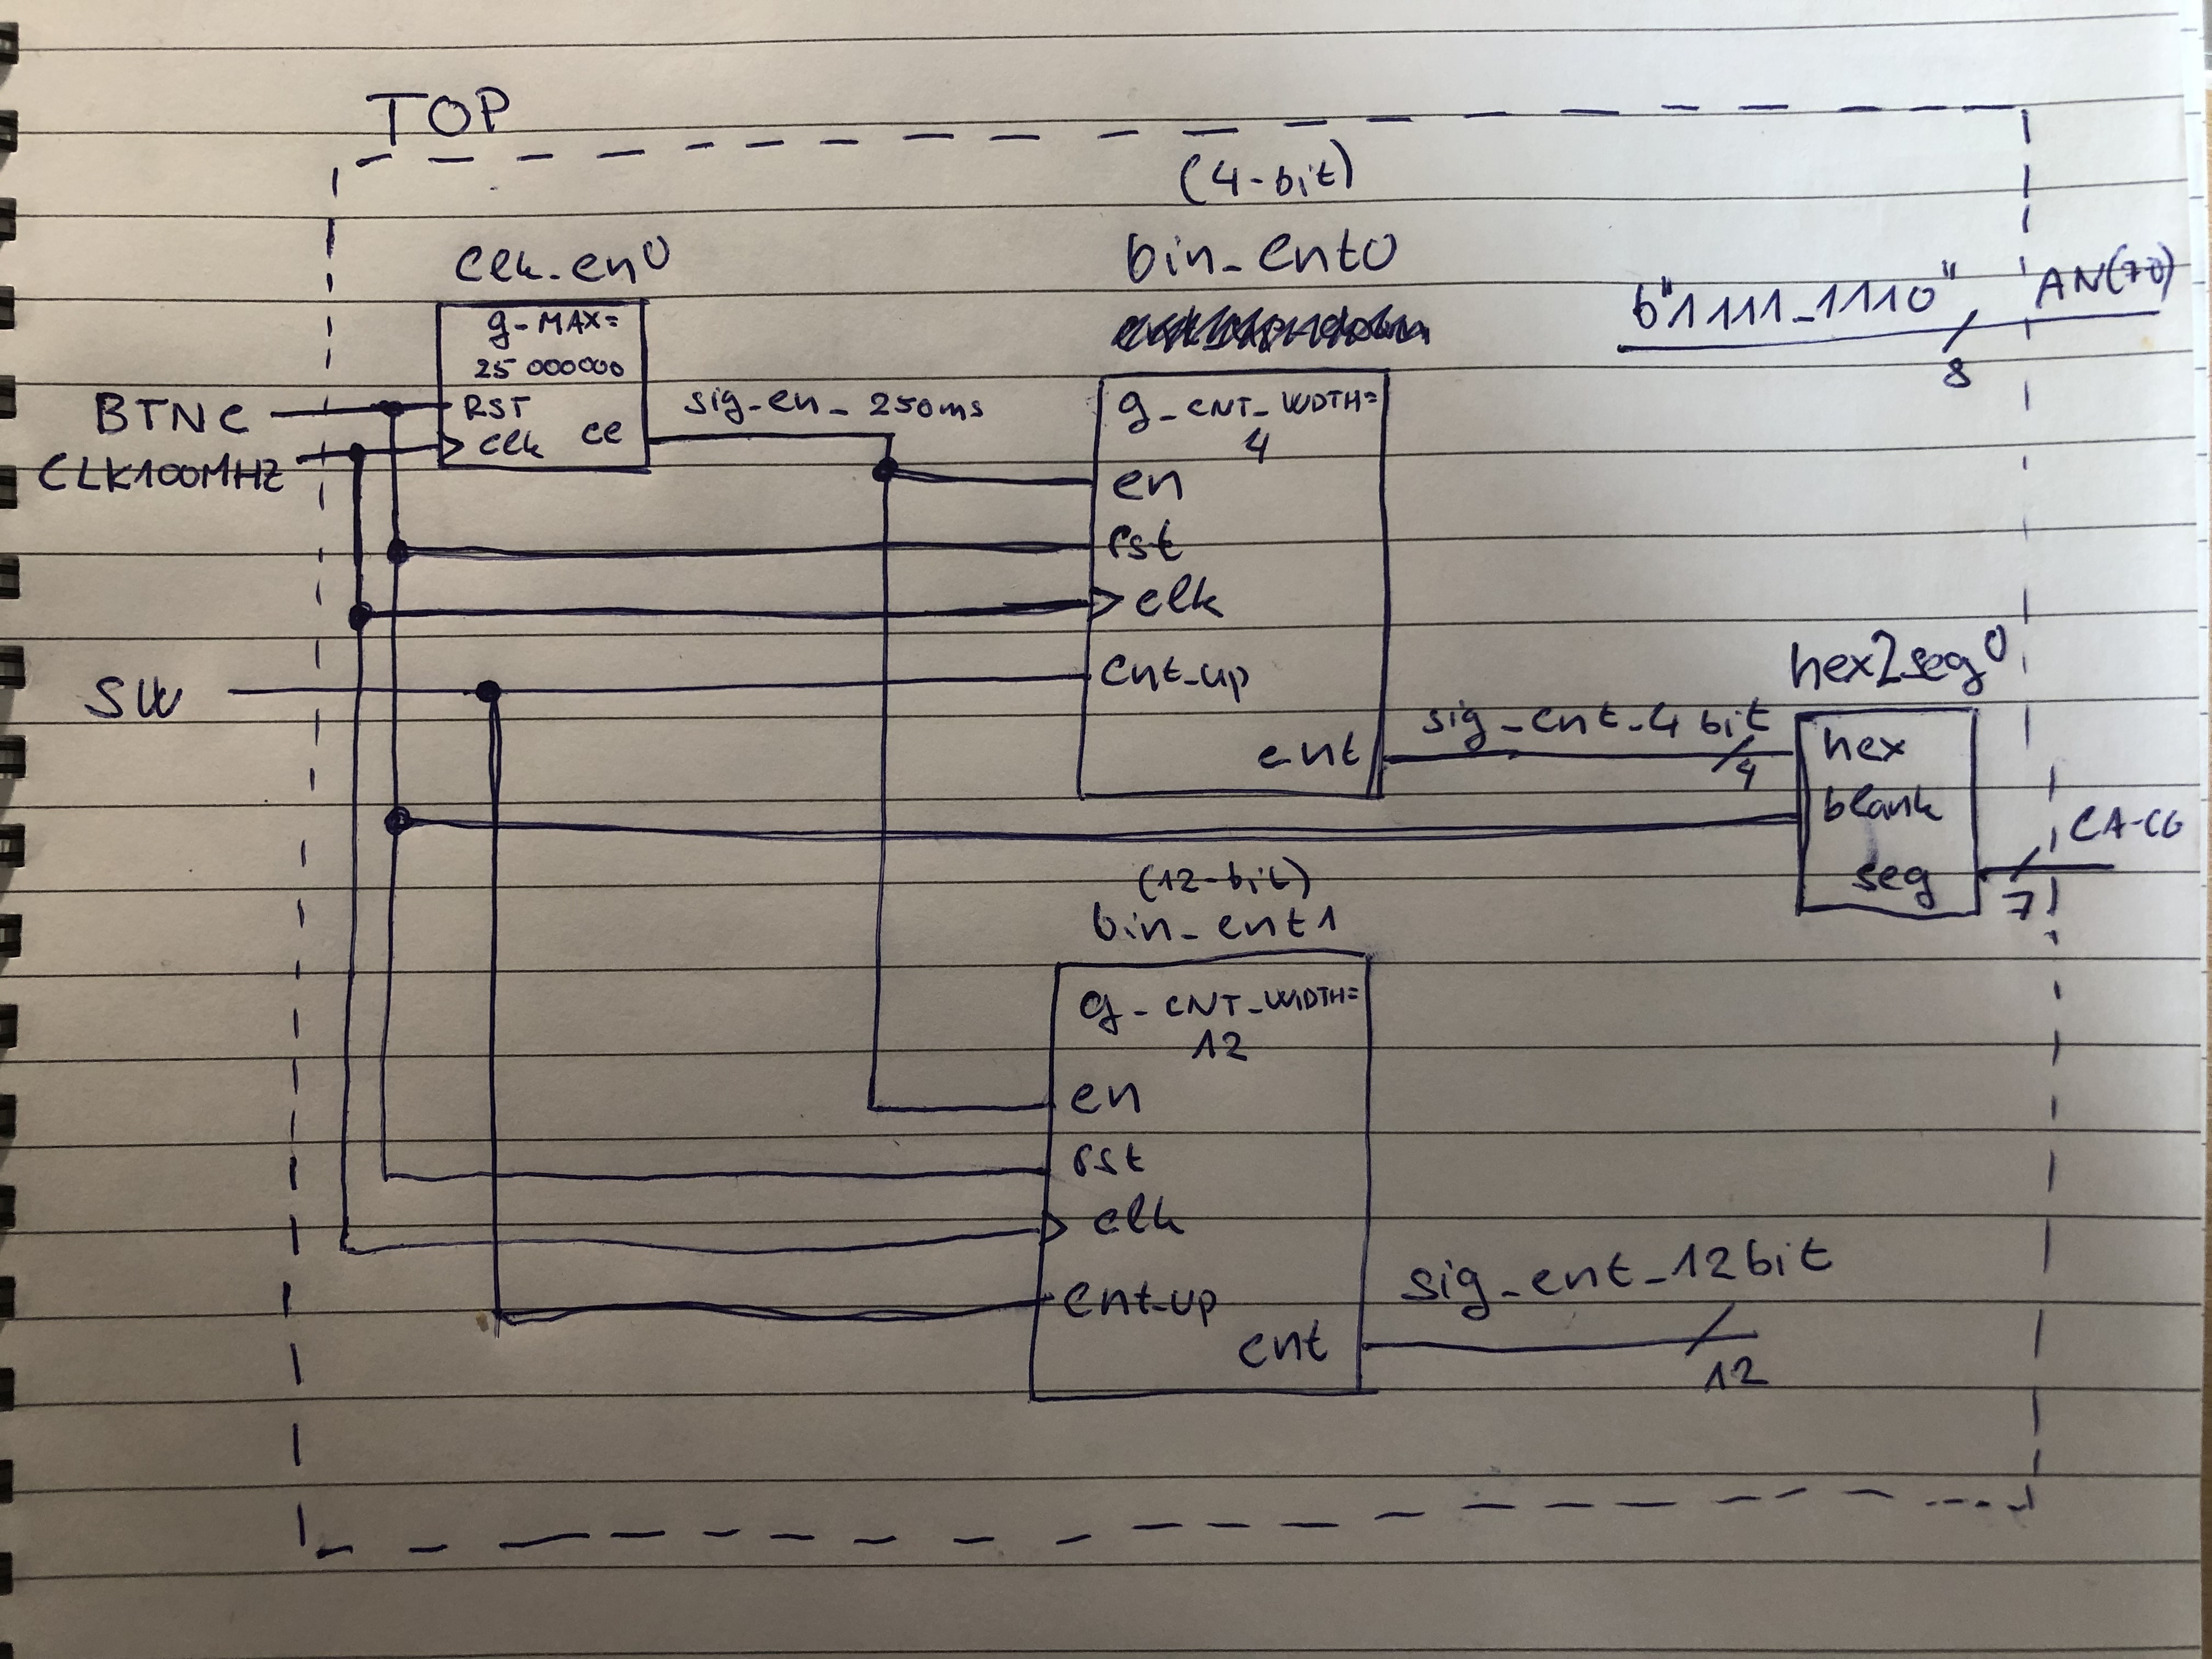 TOP
(4-bit)
clk_en0
bin_cnt0
g-MAX=
25 000000
b"1111_1110"
AN(7:0)
8
BTNC
RST
CLK100MHZ
clk
ce
sig_en_250ms
g_CNT_WDTH=
4
en
rst
clk
SW
cnt_up
cnt
sig_cnt_4bit
4
hex2seg0
hex
blank
seg
CA-CG
7
(12-bit)
bin_cnt1
g_CNT_WIDTH=
12
en
rst
clk
cnt_up
cnt
sig_cnt_12bit
12